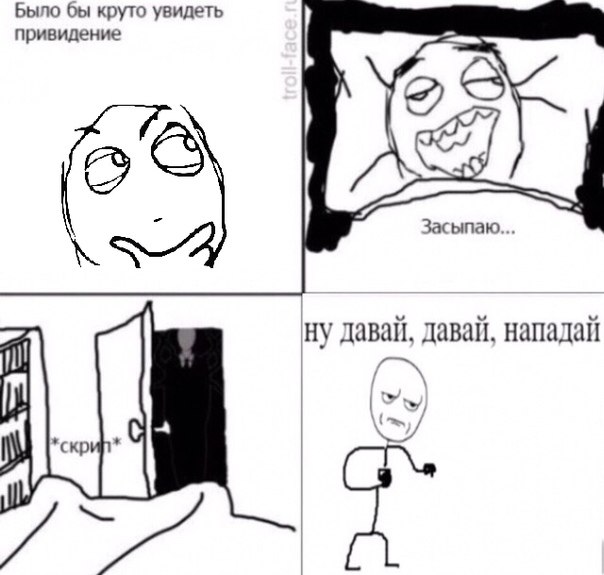 Было бы круто увидеть
привидение
troll-face.ru
Засыпаю...
*скрип*
ну давай, давай, нападай